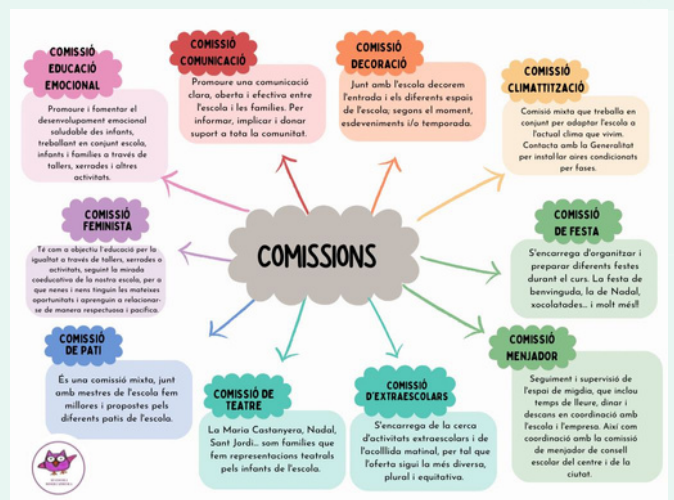 COMISSIÓ
EDUCACIÓ
EMOCIONAL
Promoure i fomentar el
desenvolupament emocional
saludable des infants,
treballant en conjunt escola,
infants i families a través de
tallers, xerrades i altres
activitats.
COMISSIÓ
COMUNICACIÓ
Promoure una comunicació
clara, oberta i efectiva entre
l'escola i les families. Per
informar, implicar i donar
suport a tota la comunitat.
COMISSIÓ
DECORACIÓ
Junt amb l'escola decorem
l'entrada i els diferents espais
de l'escola; segons el moment,
esdeveniments i/o temporada.
COMISSIÓ
CLIMATTITZACIÓ
Comisió mixta que treballa en
conjunt per adaptar l'escola a
l'actual clima que vivim.
Contacta amb la Generalitat
per instal·lar aires condicionats
per fases.
COMISSIÓ
FEMINISTA
Té com a objectiu l'educació per la
igualtat a través de tallers, xerrades o
activitats, seguint la mirada
coeducativa de la nostra escola, per a
que nenes i nens tinguin les mateixes
oportunitats i aprenguin a relacionar-
se de manera respectuosa i pacífica.
COMISSIONS
COMISSIÓ
DE FESTA
S'encarrega d'organitzar i
preparar diferents festes
durant el curs. La festa de
benvinguda, la de Nadal,
xocolatades... i molt més!!
COMISSIÓ
DE PATI
És una comissió mixta, junt
amb mestres de l'escola fem
millores i propostes pels
diferents patis de l'escola.
COMISSIÓ DE
TEATRE
La Maria Castanyera, Nadal,
Sant Jordi... som families que
fem representacions teatrals
pels infants de l'escola.
COMISSIÓ
D'EXTRAESCOLARS
S'encarrega de la cerca
d'activitats extraescolars i de
l'acolllida matinal, per tal que
l'oferta sigui la més diversa,
plural i equitativa.
COMISSIÓ
MENJADOR
Seguiment i supervisió de
l'espai de migdia, que inclou
temps de lleure, dinar i
descans en coordinació amb
l'escola i l'empresa. Així com
coordinació amb la comissió
de menjador de consell
escolar del centre i de la
ciutat.